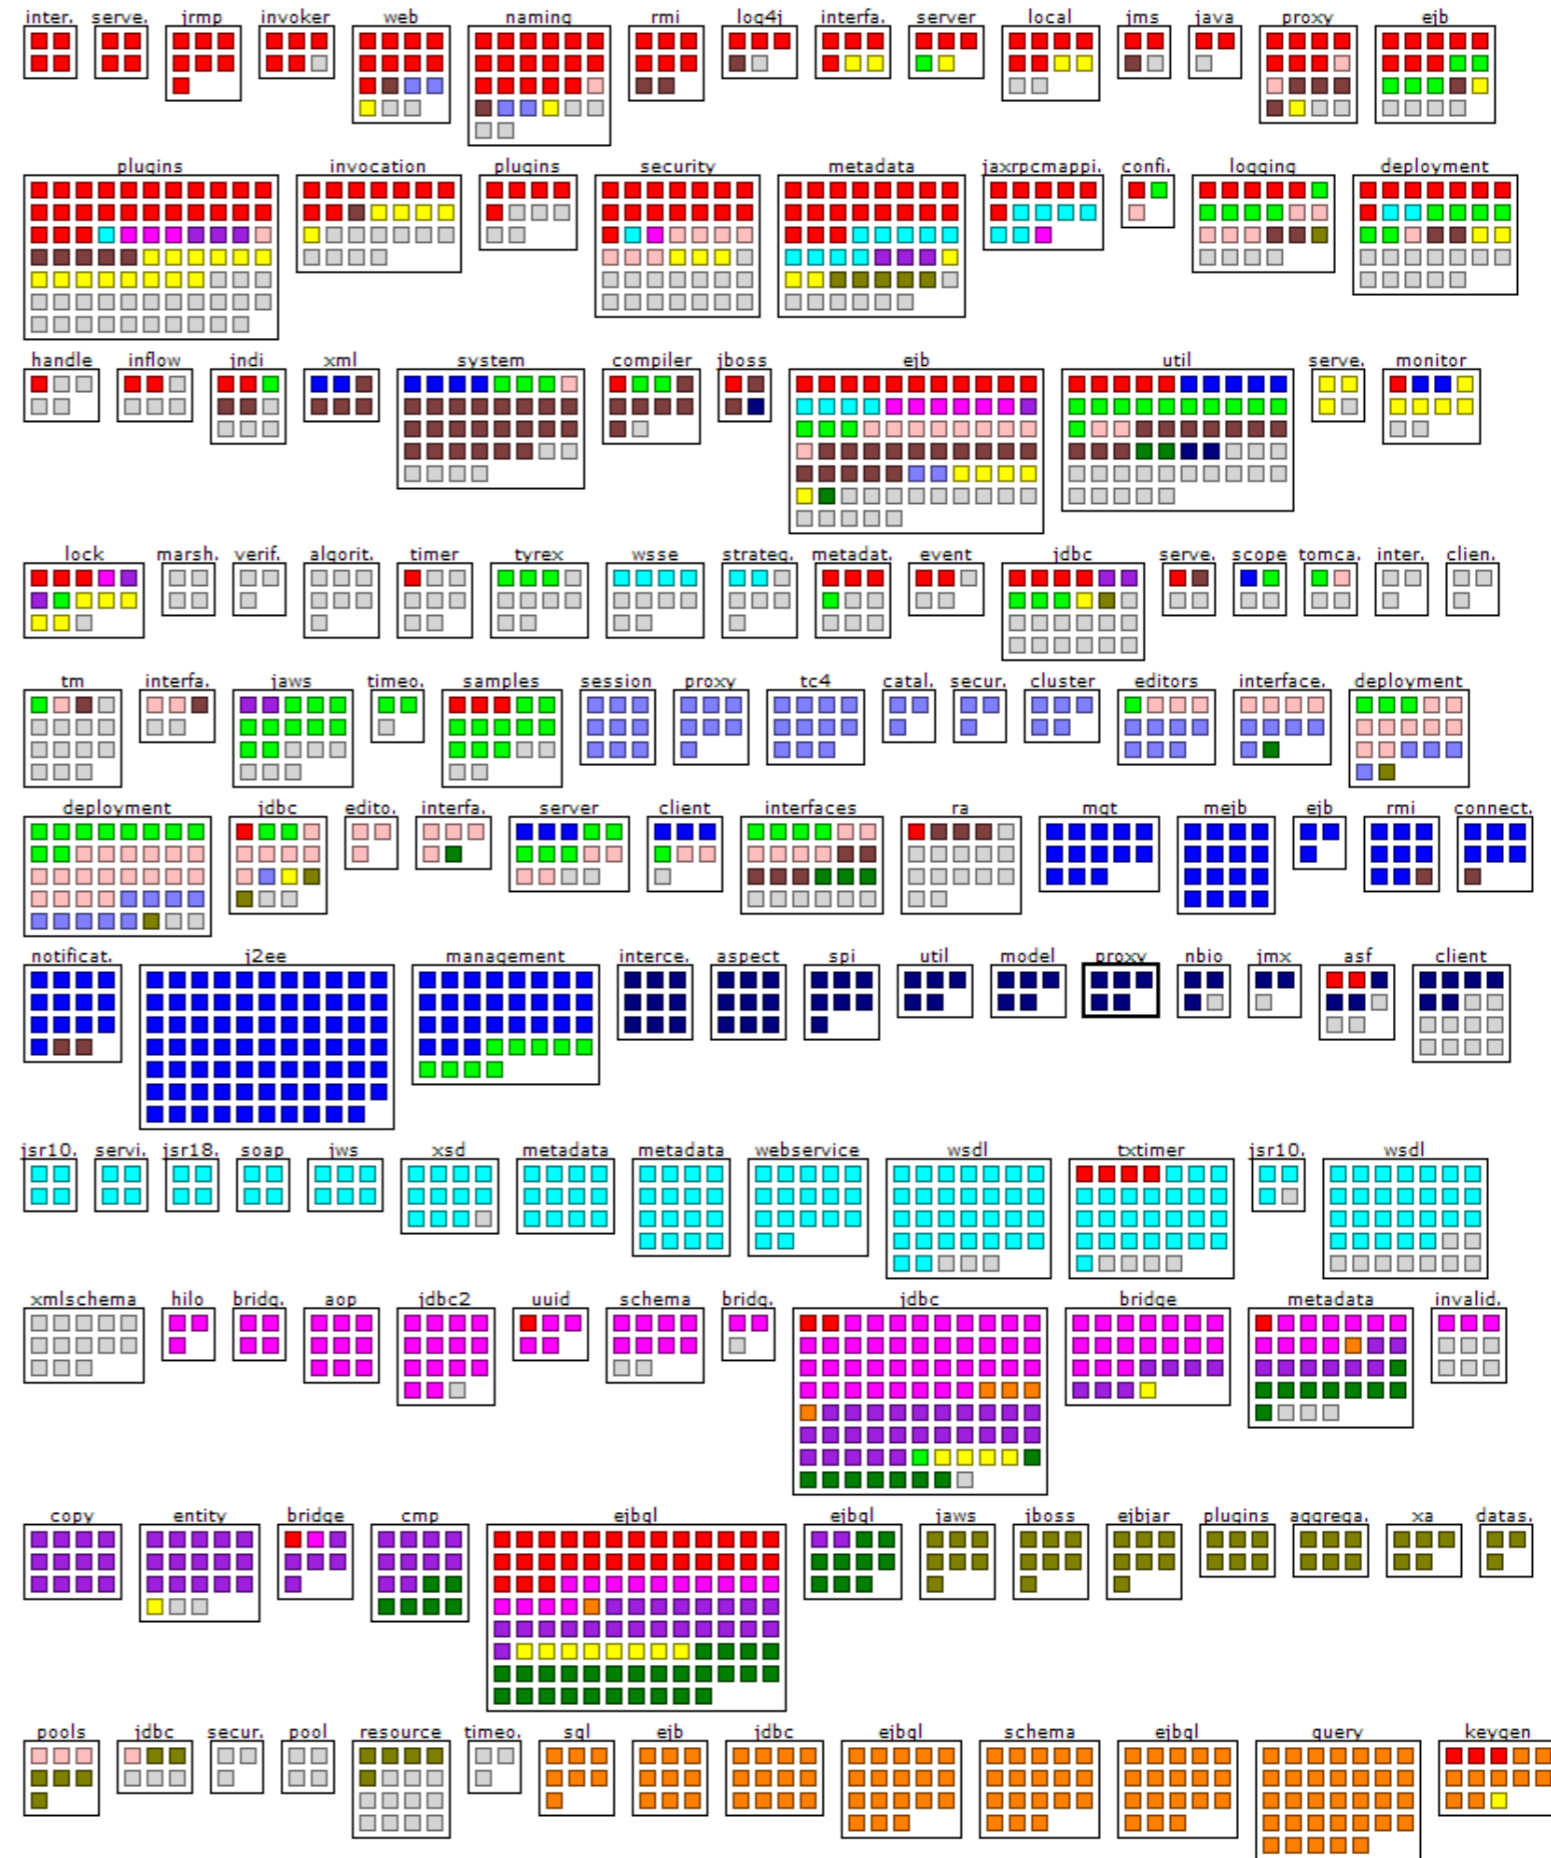 inter. serve. jrmp invoker web naming rmi log4j interfa. server local jms java proxy ejb
plugins invocation plugins security metadata jaxrpcmappi. confi. logging deployment
handle inflow jndi xml system compiler jboss ejb util serve. monitor
lock marsh. verif. algorit. timer tyrex wsse strateg. metadat. event jdbc serve. scope tomca. inter. clien.
tm interfa. jaws timeo. samples session proxy tc4 catal. secur. cluster editors interface. deployment
deployment jdbc edito. interfa. server client interfaces ra mgt mejb ejb rmi connect.
notificat. j2ee management interce. aspect spi util model proxy nbio jmx asf client
jsr10. servi. jsr18. soap jws xsd metadata metadata webservice wsdl txtimer jsr10. wsdl
xmlschema hilo bridg. aop jdbc2 uuid schema bridg. jdbc bridge metadata invalid.
copy entity bridge cmp ejbql ejbql jaws jboss ejbjar plugins aggrega. xa datas.
pools jdbc secur. pool resource timeo. sql ejb jdbc ejbql schema ejbql query keygen